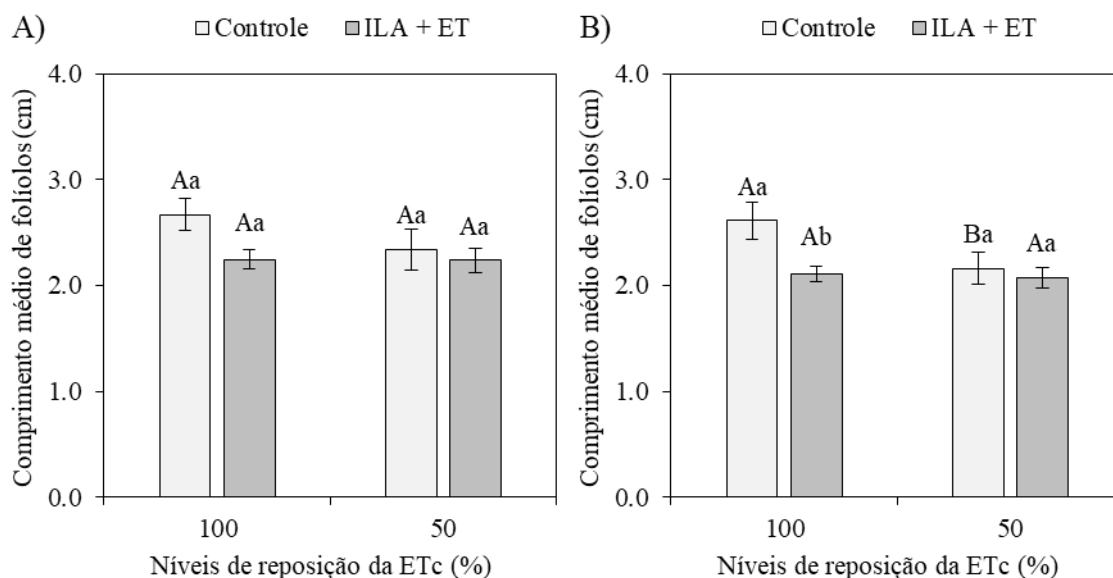 A)
Controle
ILA + ET
Comprimento médio de folíolos (cm)
4.0
3.0
2.0
1.0
0.0
Aa
Aa
Aa
Aa
100
50
Níveis de reposição da ETc (%)
B)
Controle
ILA + ET
Comprimento médio de folíolos (cm)
4.0
3.0
2.0
1.0
0.0
Aa
Ab
Ba
Aa
100
50
Níveis de reposição da ETc (%)